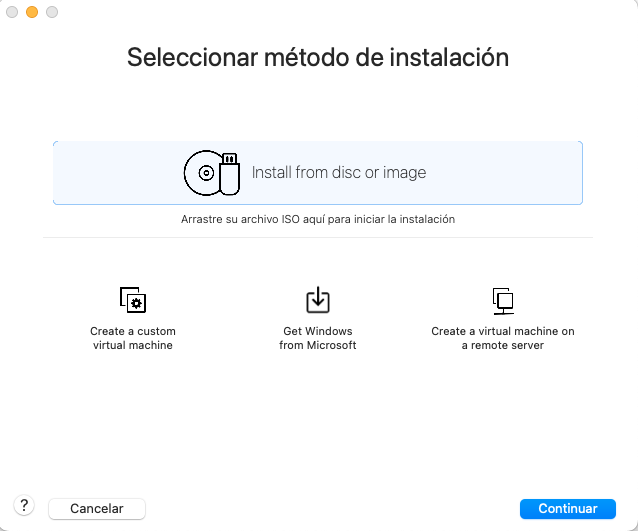 Seleccionar método de instalación
Install from disc or image
Arrastre su archivo ISO aquí para iniciar la instalación
Create a custom
virtual machine
Get Windows
from Microsoft
Create a virtual machine on
a remote server
?
Cancelar
Continuar